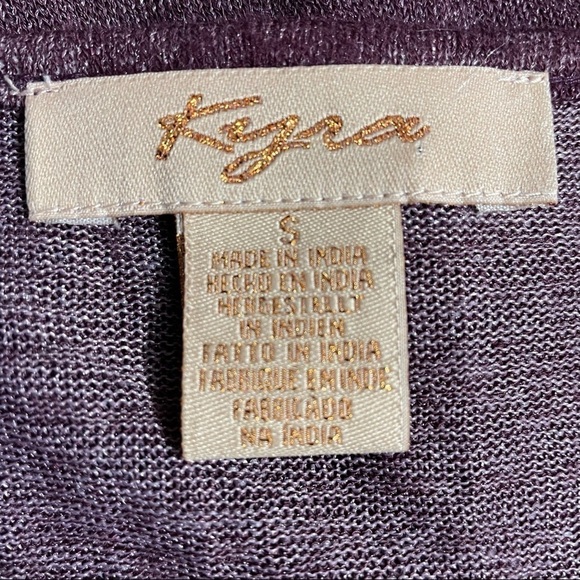 Kyra
S
MADE IN INDIA
HECHO EN INDIA
HERGESTELLT
IN INDIEN
FATTO IN INDIA
FABRIQUE EN INDE
FABRICADO
NA INDIA